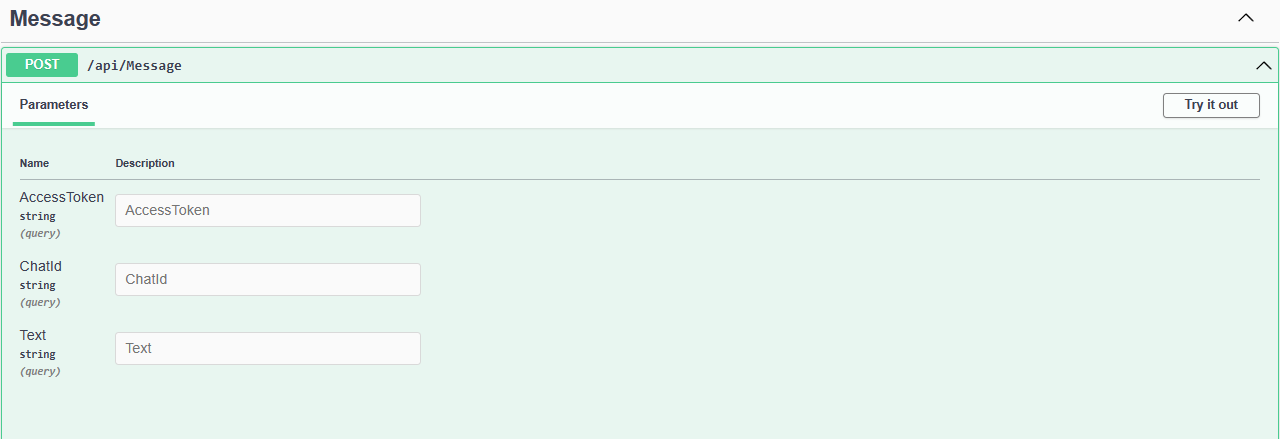 Message
POST /api/Message
Parameters
Try it out
Name Description
AccessToken
string
(query)
AccessToken
ChatId
string
(query)
ChatId
Text
string
(query)
Text